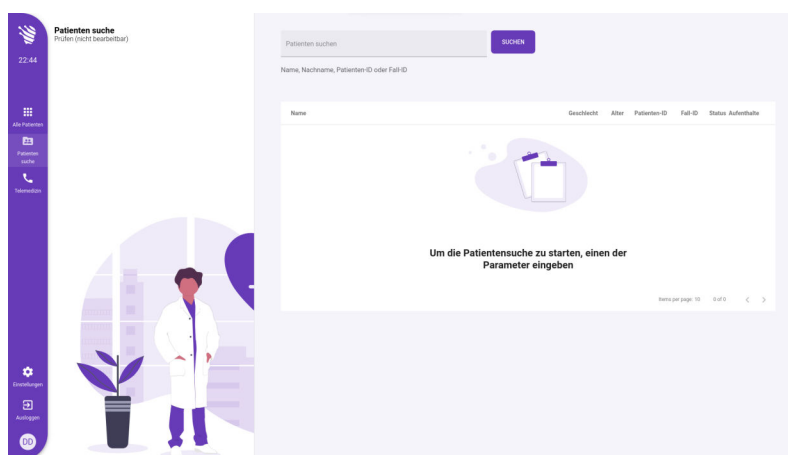 Patienten suche
Prüfen (nicht bearbeitbar)
22:44
Alle Patienten
Patienten
suche
Telemedizin
Einstellungen
Ausloggen
DD
Patienten suchen
SUCHEN
Name, Nachname, Patienten-ID oder Fall-ID
Name Geschlecht Alter Patienten-ID Fall-ID Status Aufenthalte
Um die Patientensuche zu starten, einen der
Parameter eingeben
Items per page: 10 0 of 0